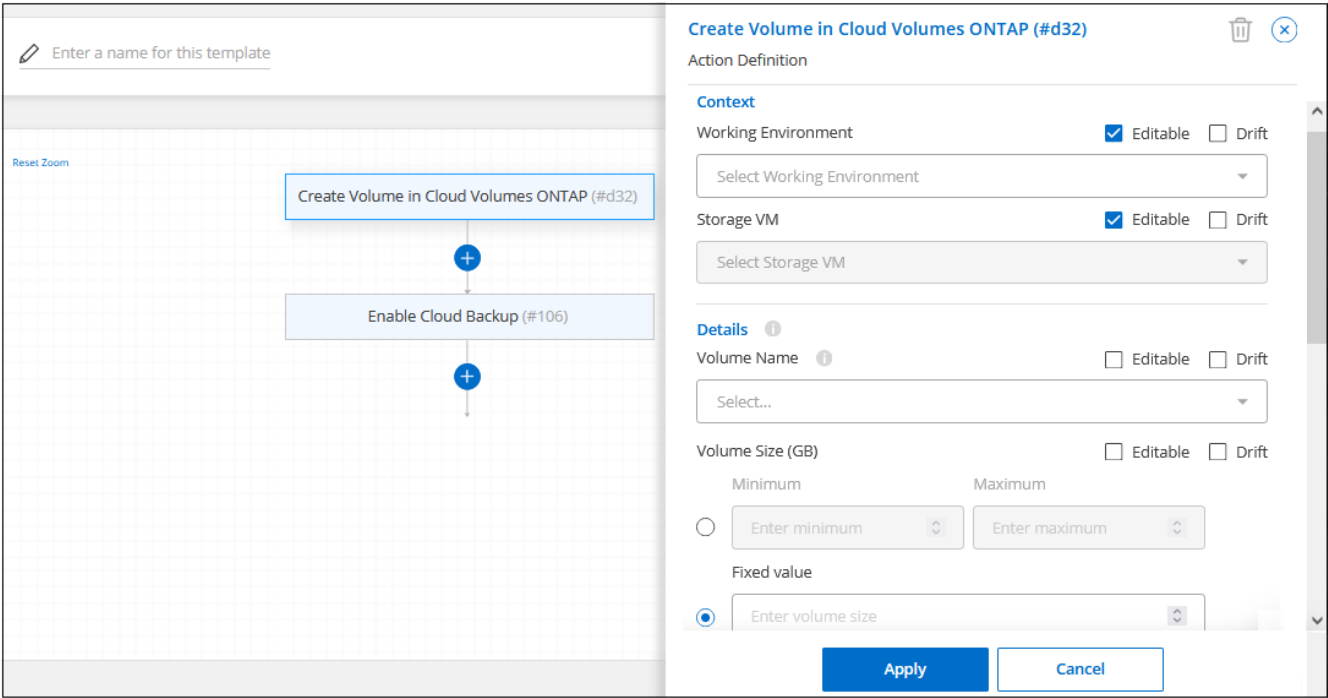 Enter a name for this template
Reset Zoom
Create Volume in Cloud Volumes ONTAP (#d32)
Enable Cloud Backup (#106)
Create Volume in Cloud Volumes ONTAP (#d32)
Action Definition
Context
Working Environment Editable Drift
Select Working Environment
Storage VM Editable Drift
Select Storage VM
Details
Volume Name Editable Drift
Select...
Volume Size (GB) Editable Drift
Minimum Maximum
Enter minimum Enter maximum
Fixed value
Enter volume size
Apply Cancel